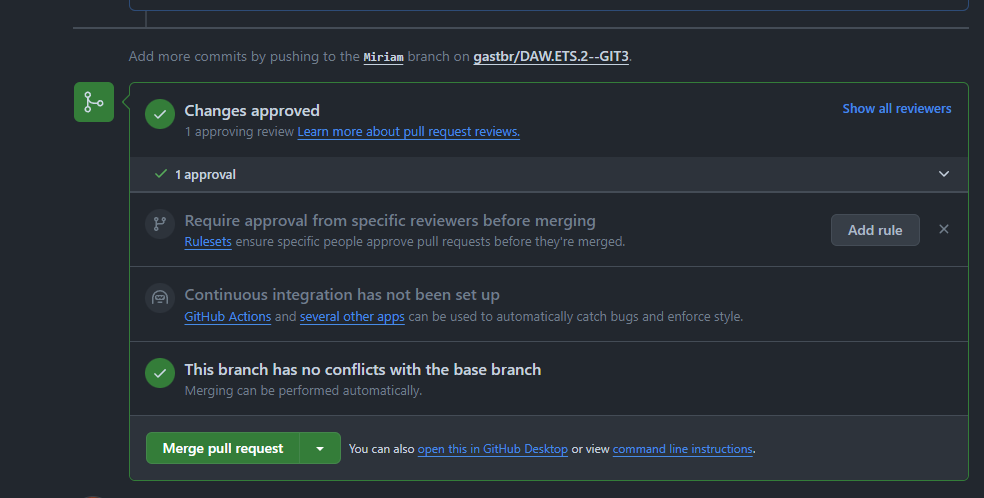 Add more commits by pushing to the Miriam branch on gastbr/DAW.ETS.2--GIT3.
Changes approved
Show all reviewers
1 approving review Learn more about pull request reviews.
1 approval
Require approval from specific reviewers before merging
Rulesets ensure specific people approve pull requests before they're merged.
Add rule
Continuous integration has not been set up
GitHub Actions and several other apps can be used to automatically catch bugs and enforce style.
This branch has no conflicts with the base branch
Merging can be performed automatically.
Merge pull request
You can also open this in GitHub Desktop or view command line instructions.